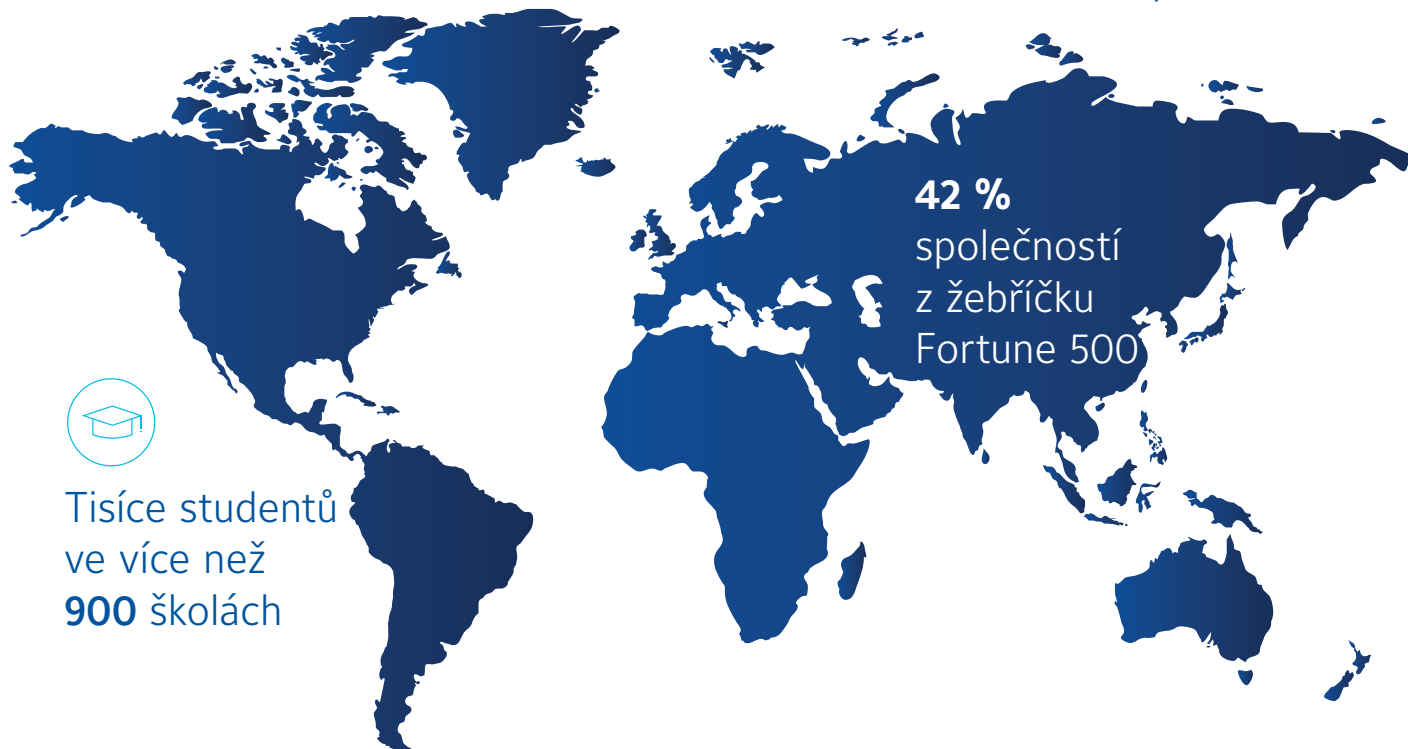 42 %
společností
z žebříčku
Fortune 500
Tisíce studentů
ve více než
900 školách